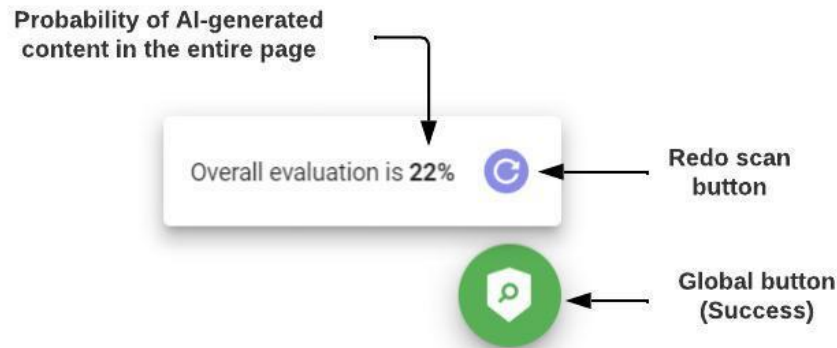 Probability of AI-generated
content in the entire page
Overall evaluation is 22%
Redo scan
button
Global button
(Success)